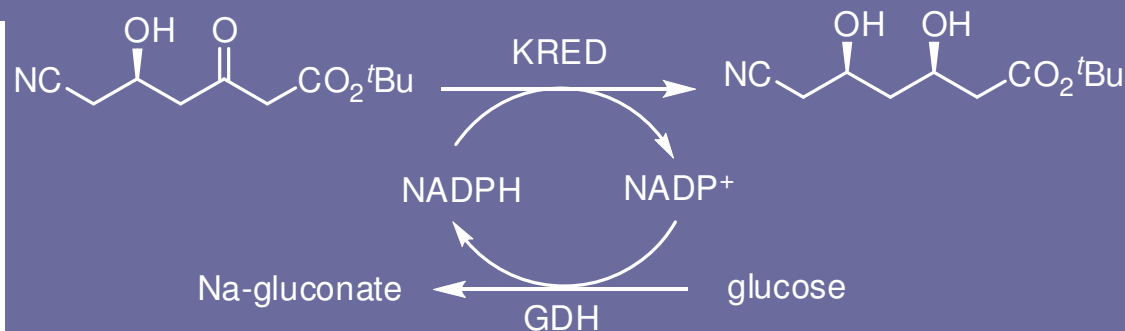 OH O
KRED
OH OH
NC CO₂ᵗBu
NC CO₂ᵗBu
NADPH
NADP⁺
Na-gluconate
glucose
GDH